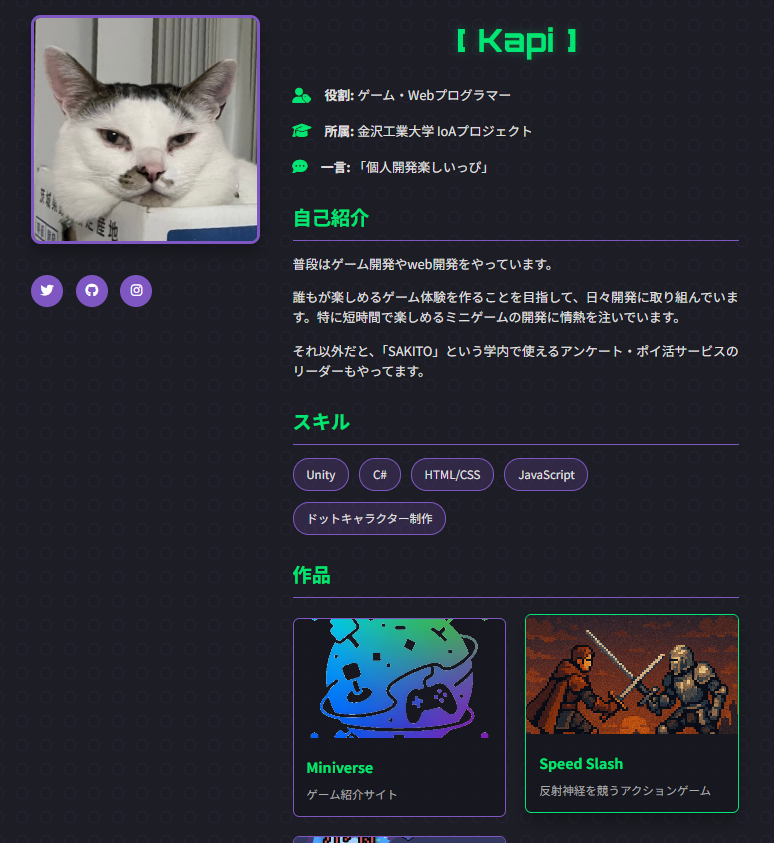 [ Kapi ]
役割: ゲーム・Webプログラマー
所属: 金沢工業大学 IoAプロジェクト
一言: 「個人開発楽しいっぴ」
自己紹介
普段はゲーム開発やweb開発をやっています。
誰もが楽しめるゲーム体験を作ることを目指して、日々開発に取り組んでいま
す。特に短時間で楽しめるミニゲームの開発に情熱を注いでいます。
それ以外だと、「SAKITO」という学内で使えるアンケート・ポイ活サービスの
リーダーもやってます。
スキル
Unity
C#
HTML/CSS
JavaScript
ドットキャラクター制作
作品
Miniverse
ゲーム紹介サイト
Speed Slash
反射神経を競うアクションゲーム